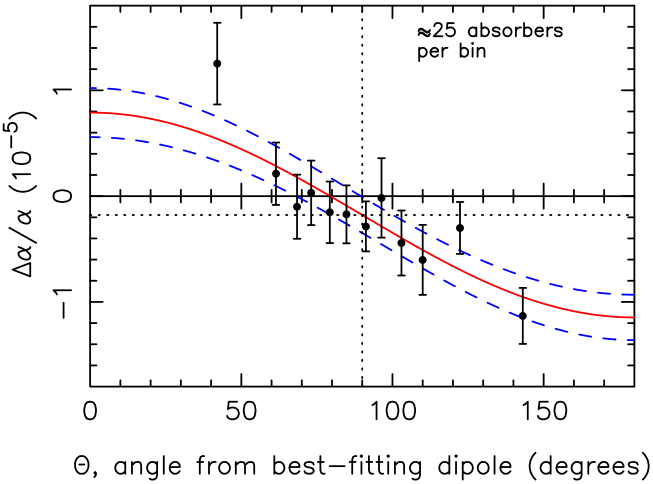 ≈25 absorbers
per bin
1
0
−1
Δα/α (10⁻⁵)
0 50 100 150
Θ, angle from best−fitting dipole (degrees)